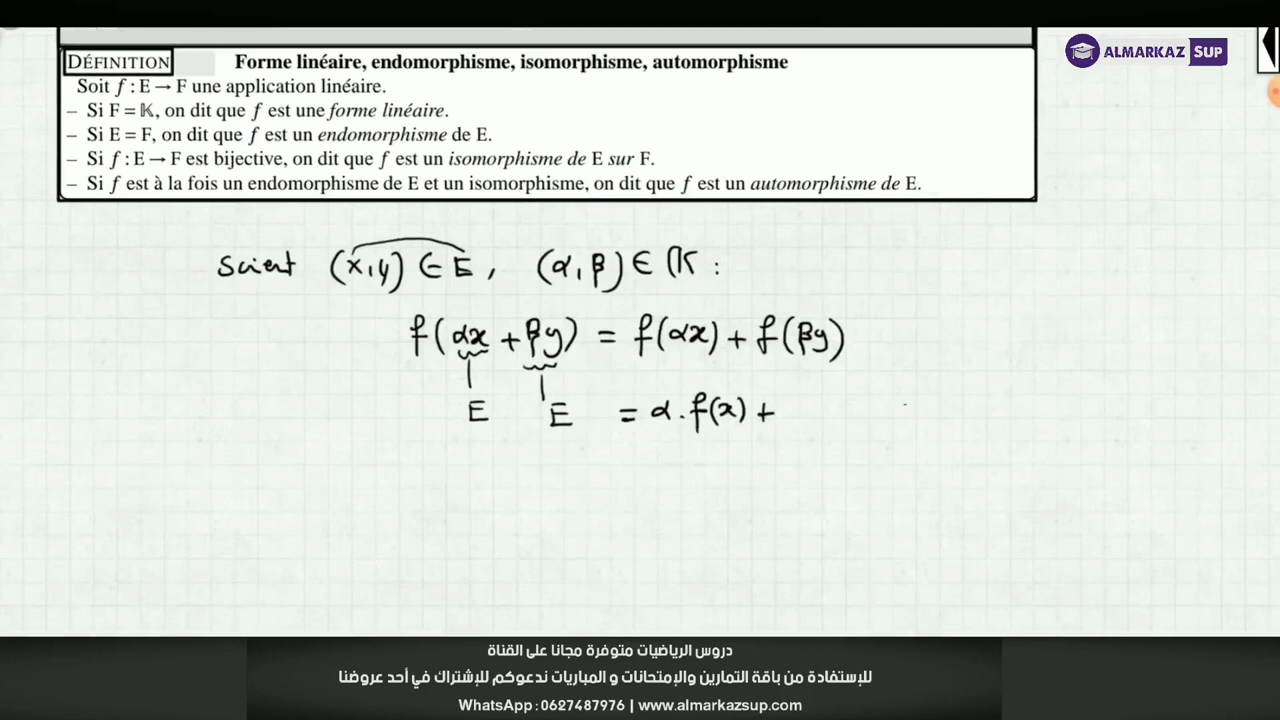 ALMARKAZ SUP
DÉFINITION Forme linéaire, endomorphisme, isomorphisme, automorphisme
Soit f : E → F une application linéaire.
– Si F = 𝕂, on dit que f est une forme linéaire.
– Si E = F, on dit que f est un endomorphisme de E.
– Si f : E → F est bijective, on dit que f est un isomorphisme de E sur F.
– Si f est à la fois un endomorphisme de E et un isomorphisme, on dit que f est un automorphisme de E.
Soient (x,y) ∈ E, (α,β) ∈ 𝕂 :
f(αx + βy) = f(αx) + f(βy)
E E = α.f(x) +
دروس الرياضيات متوفرة مجانا على القناة
للإستفادة من باقة التمارين والإمتحانات و المباريات ندعوكم للإشتراك في أحد عروضنا
WhatsApp : 0627487976 | www.almarkazsup.com